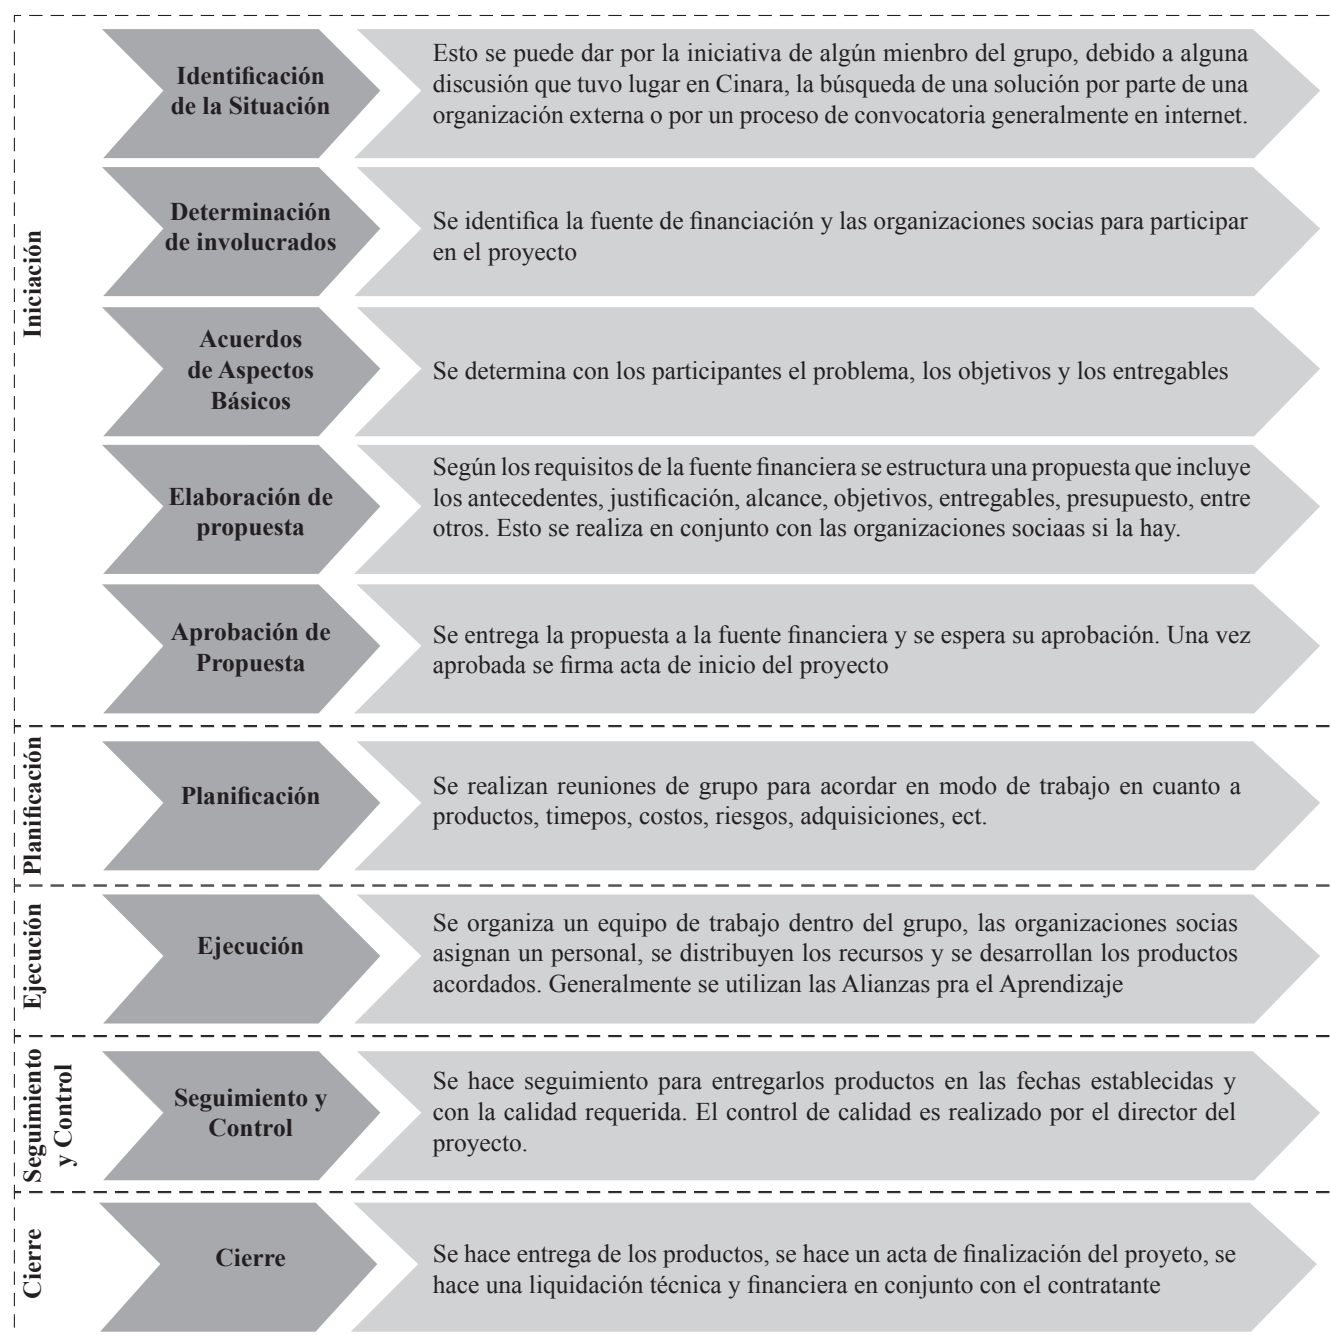 Iniciación
Identificación
de la Situación
Esto se puede dar por la iniciativa de algún mienbro del grupo, debido a alguna
discusión que tuvo lugar en Cinara, la búsqueda de una solución por parte de una
organización externa o por un proceso de convocatoria generalmente en internet.
Determinación
de involucrados
Se identifica la fuente de financiación y las organizaciones socias para participar
en el proyecto
Acuerdos
de Aspectos
Básicos
Se determina con los participantes el problema, los objetivos y los entregables
Elaboración de
propuesta
Según los requisitos de la fuente financiera se estructura una propuesta que incluye
los antecedentes, justificación, alcance, objetivos, entregables, presupuesto, entre
otros. Esto se realiza en conjunto con las organizaciones sociaas si la hay.
Aprobación de
Propuesta
Se entrega la propuesta a la fuente financiera y se espera su aprobación. Una vez
aprobada se firma acta de inicio del proyecto
Planificación
Planificación
Se realizan reuniones de grupo para acordar en modo de trabajo en cuanto a
productos, timepos, costos, riesgos, adquisiciones, ect.
Ejecución
Ejecución
Se organiza un equipo de trabajo dentro del grupo, las organizaciones socias
asignan un personal, se distribuyen los recursos y se desarrollan los productos
acordados. Generalmente se utilizan las Alianzas pra el Aprendizaje
Seguimiento
y Control
Seguimiento y
Control
Se hace seguimiento para entregarlos productos en las fechas establecidas y
con la calidad requerida. El control de calidad es realizado por el director del
proyecto.
Cierre
Cierre
Se hace entrega de los productos, se hace un acta de finalización del proyeto, se
hace una liquidación técnica y financiera en conjunto con el contratante